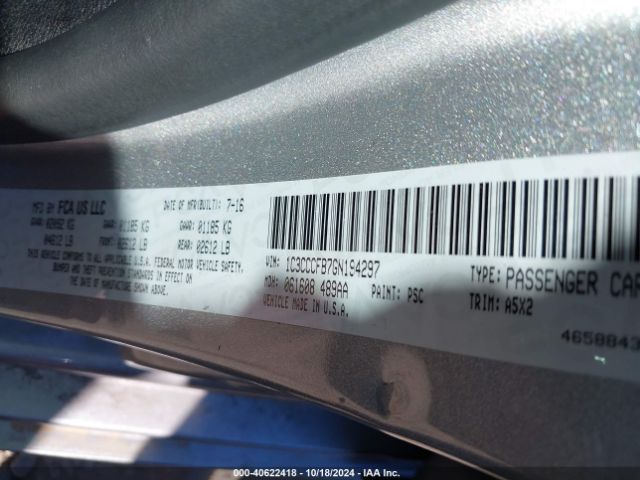 MFD BY: FCA US LLC DATE OF MFR(BUILT): 7-16
GVWR: 02092 KG GAWR: 01185 KG GAWR: 01185 KG
04612 LB FRONT: 02612 LB REAR: 02612 LB
THIS VEHICLE CONFORMS TO ALL APPLICABLE
U.S.A. FEDERAL MOTOR VEHICLE SAFETY,
BUMPER AND THEFT PREVENTION STANDARDS IN EFFECT ON
THE DATE OF MANUFACTURE SHOWN ABOVE.
VIN: 1C3CCCFB7GN194297 TYPE: PASSENGER CAR
MDH: 061608 489AA PAINT: PSC TRIM: A5X2
VEHICLE MADE IN U.S.A.
4658843
000-40622418 - 10/18/2024 - IAA Inc.